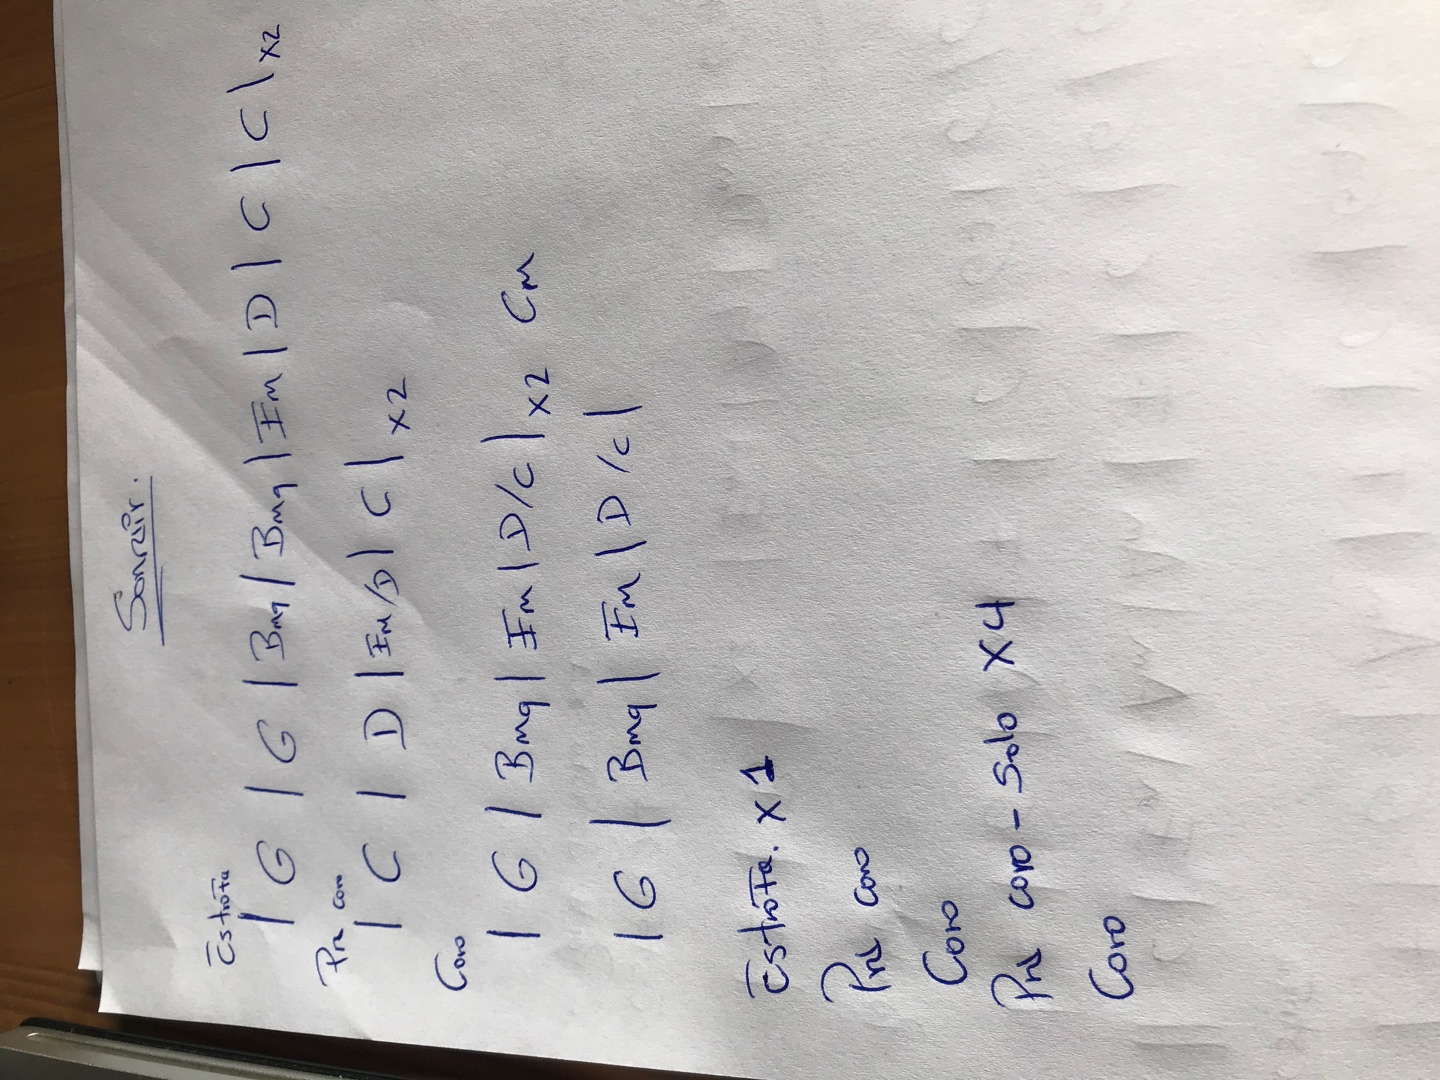 Sonreir.
Estrofa
| G | G | Bm7 | Bm7 | Em | D | C | C | x2
Pre coro
| C | D | Em/D | C | x2
Coro
| G | Bm7 | Em | D/C | x2 Cm
| G | Bm7 | Em | D/C |
Estrofa. x1
Pre coro
Coro
Pre coro - Solo x4
Coro